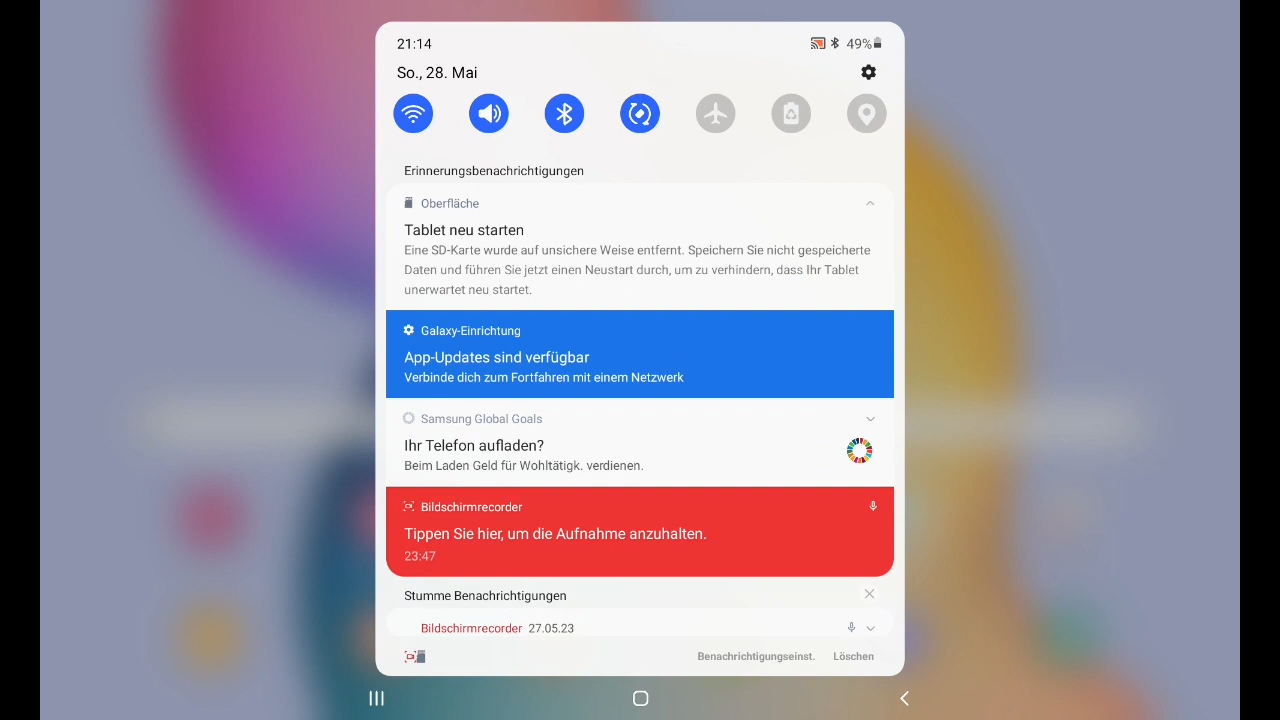 21:14
49%
So., 28. Mai
Erinnerungsbenachrichtigungen
Oberfläche
Tablet neu starten
Eine SD-Karte wurde auf unsichere Weise entfernt. Speichern Sie nicht gespeicherte
Daten und führen Sie jetzt einen Neustart durch, um zu verhindern, dass Ihr Tablet
unerwartet neu startet.
Galaxy-Einrichtung
App-Updates sind verfügbar
Verbinde dich zum Fortfahren mit einem Netzwerk
Samsung Global Goals
Ihr Telefon aufladen?
Beim Laden Geld für Wohltätigk. verdienen.
Bildschirmrecorder
Tippen Sie hier, um die Aufnahme anzuhalten.
23:47
Stumme Benachrichtigungen
Bildschirmrecorder 27.05.23
Benachrichtigungseinst. Löschen